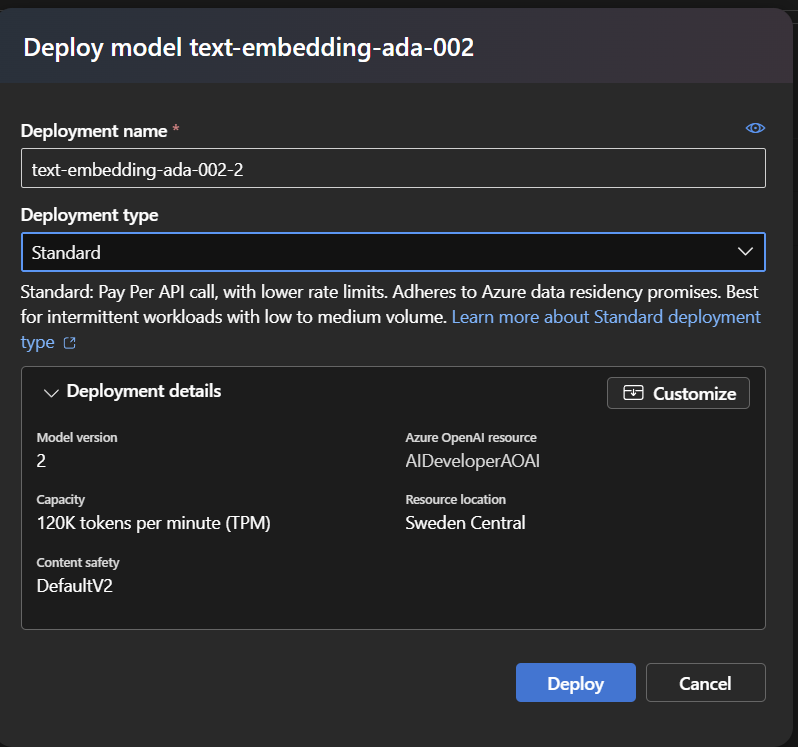 Deploy model text-embedding-ada-002
Deployment name *
text-embedding-ada-002-2
Deployment type
Standard
Standard: Pay Per API call, with lower rate limits. Adheres to Azure data residency promises. Best
for intermittent workloads with low to medium volume. Learn more about Standard deployment
type
Deployment details
Customize
Model version
2
Azure OpenAI resource
AIDeveloperAOAI
Capacity
120K tokens per minute (TPM)
Resource location
Sweden Central
Content safety
DefaultV2
Deploy
Cancel